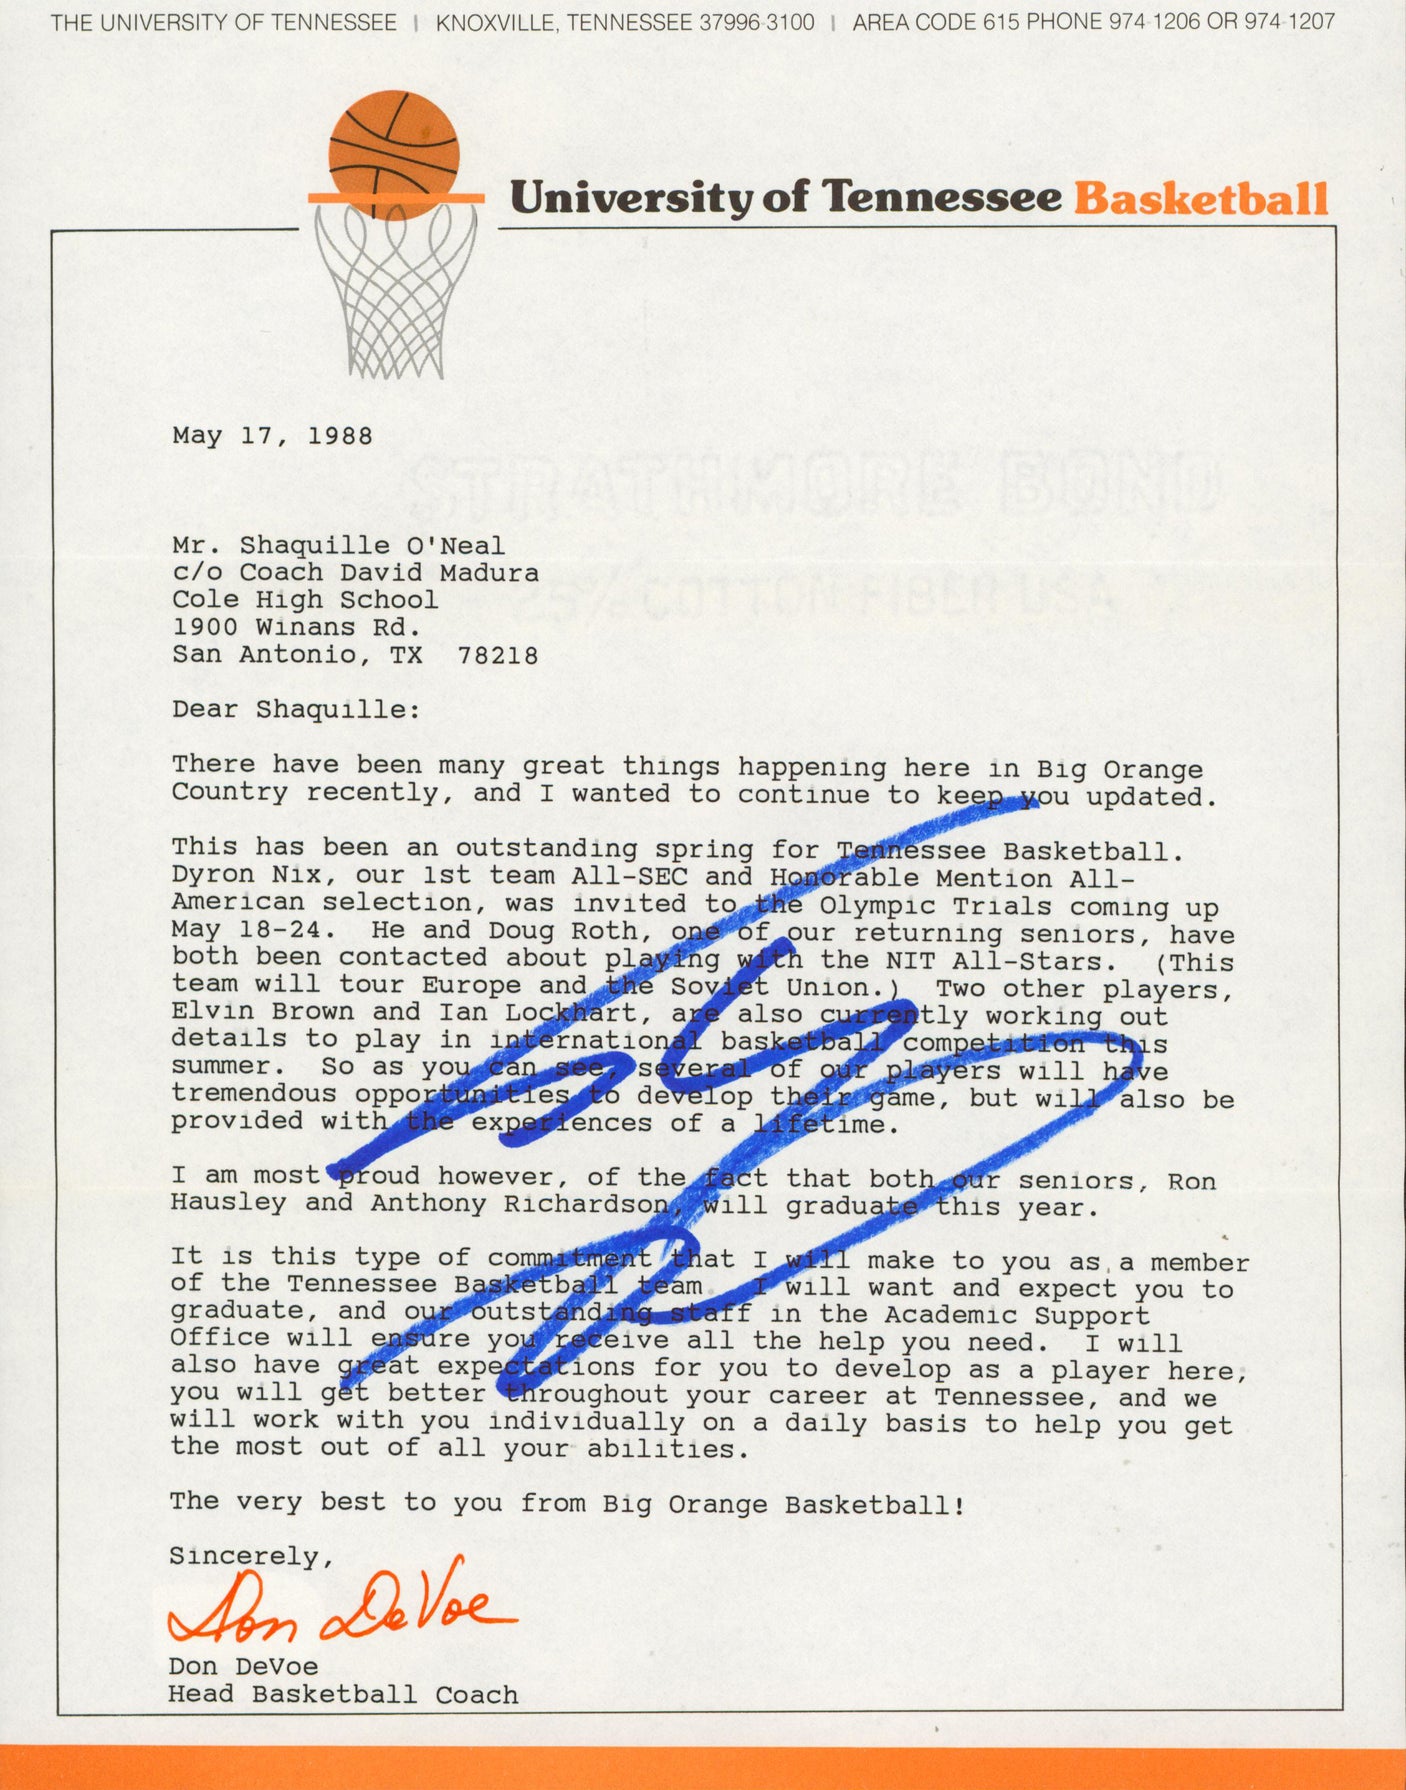 THE UNIVERSITY OF TENNESSEE | KNOXVILLE, TENNESSEE 37996-3100 | AREA CODE 615 PHONE 974-1206 OR 974-1207
University of Tennessee Basketball
May 17, 1988
STRATHMORE BOND
25% COTTON FIBER USA
Mr. Shaquille O'Neal
c/o Coach David Madura
Cole High School
1900 Winans Rd.
San Antonio, TX  78218
Dear Shaquille:
There have been many great things happening here in Big Orange
Country recently, and I wanted to continue to keep you updated.
This has been an outstanding spring for Tennessee Basketball.
Dyron Nix, our 1st team All-SEC and Honorable Mention All-
American selection, was invited to the Olympic Trials coming up
May 18-24.  He and Doug Roth, one of our returning seniors, have
both been contacted about playing with the NIT All-Stars.  (This
team will tour Europe and the Soviet Union.)  Two other players,
Elvin Brown and Ian Lockhart, are also currently working out
details to play in international basketball competition this
summer.  So as you can see, several of our players will have
tremendous opportunities to develop their game, but will also be
provided with the experiences of a lifetime.
I am most proud however, of the fact that both our seniors, Ron
Hausley and Anthony Richardson, will graduate this year.
It is this type of commitment that I will make to you as a member
of the Tennessee Basketball team.  I will want and expect you to
graduate, and our outstanding staff in the Academic Support
Office will ensure you receive all the help you need.  I will
also have great expectations for you to develop as a player here;
you will get better throughout your career at Tennessee, and we
will work with you individually on a daily basis to help you get
the most out of all your abilities.
The very best to you from Big Orange Basketball!
Sincerely,
Don DeVoe
Don DeVoe
Head Basketball Coach